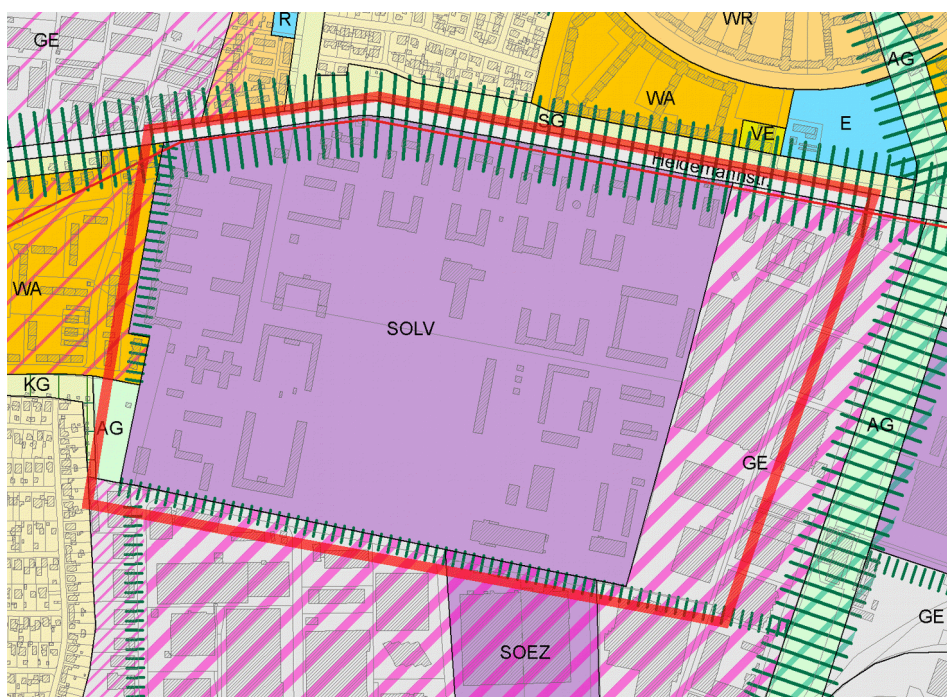 R
WR
GE
AG
WA
SG
VE
E
Heidemannstr.
WA
SOLV
KG
AG
AG
GE
GE
SOEZ